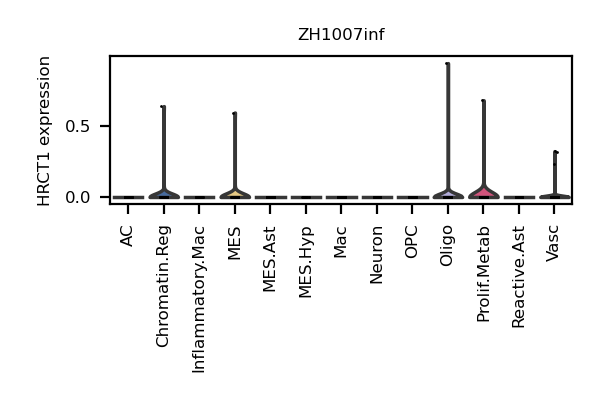 ZH1007inf
HRCT1 expression
0.5
0.0
AC
Chromatin.Reg
Inflammatory.Mac
MES
MES.Ast
MES.Hyp
Mac
Neuron
OPC
Oligo
Prolif.Metab
Reactive.Ast
Vasc